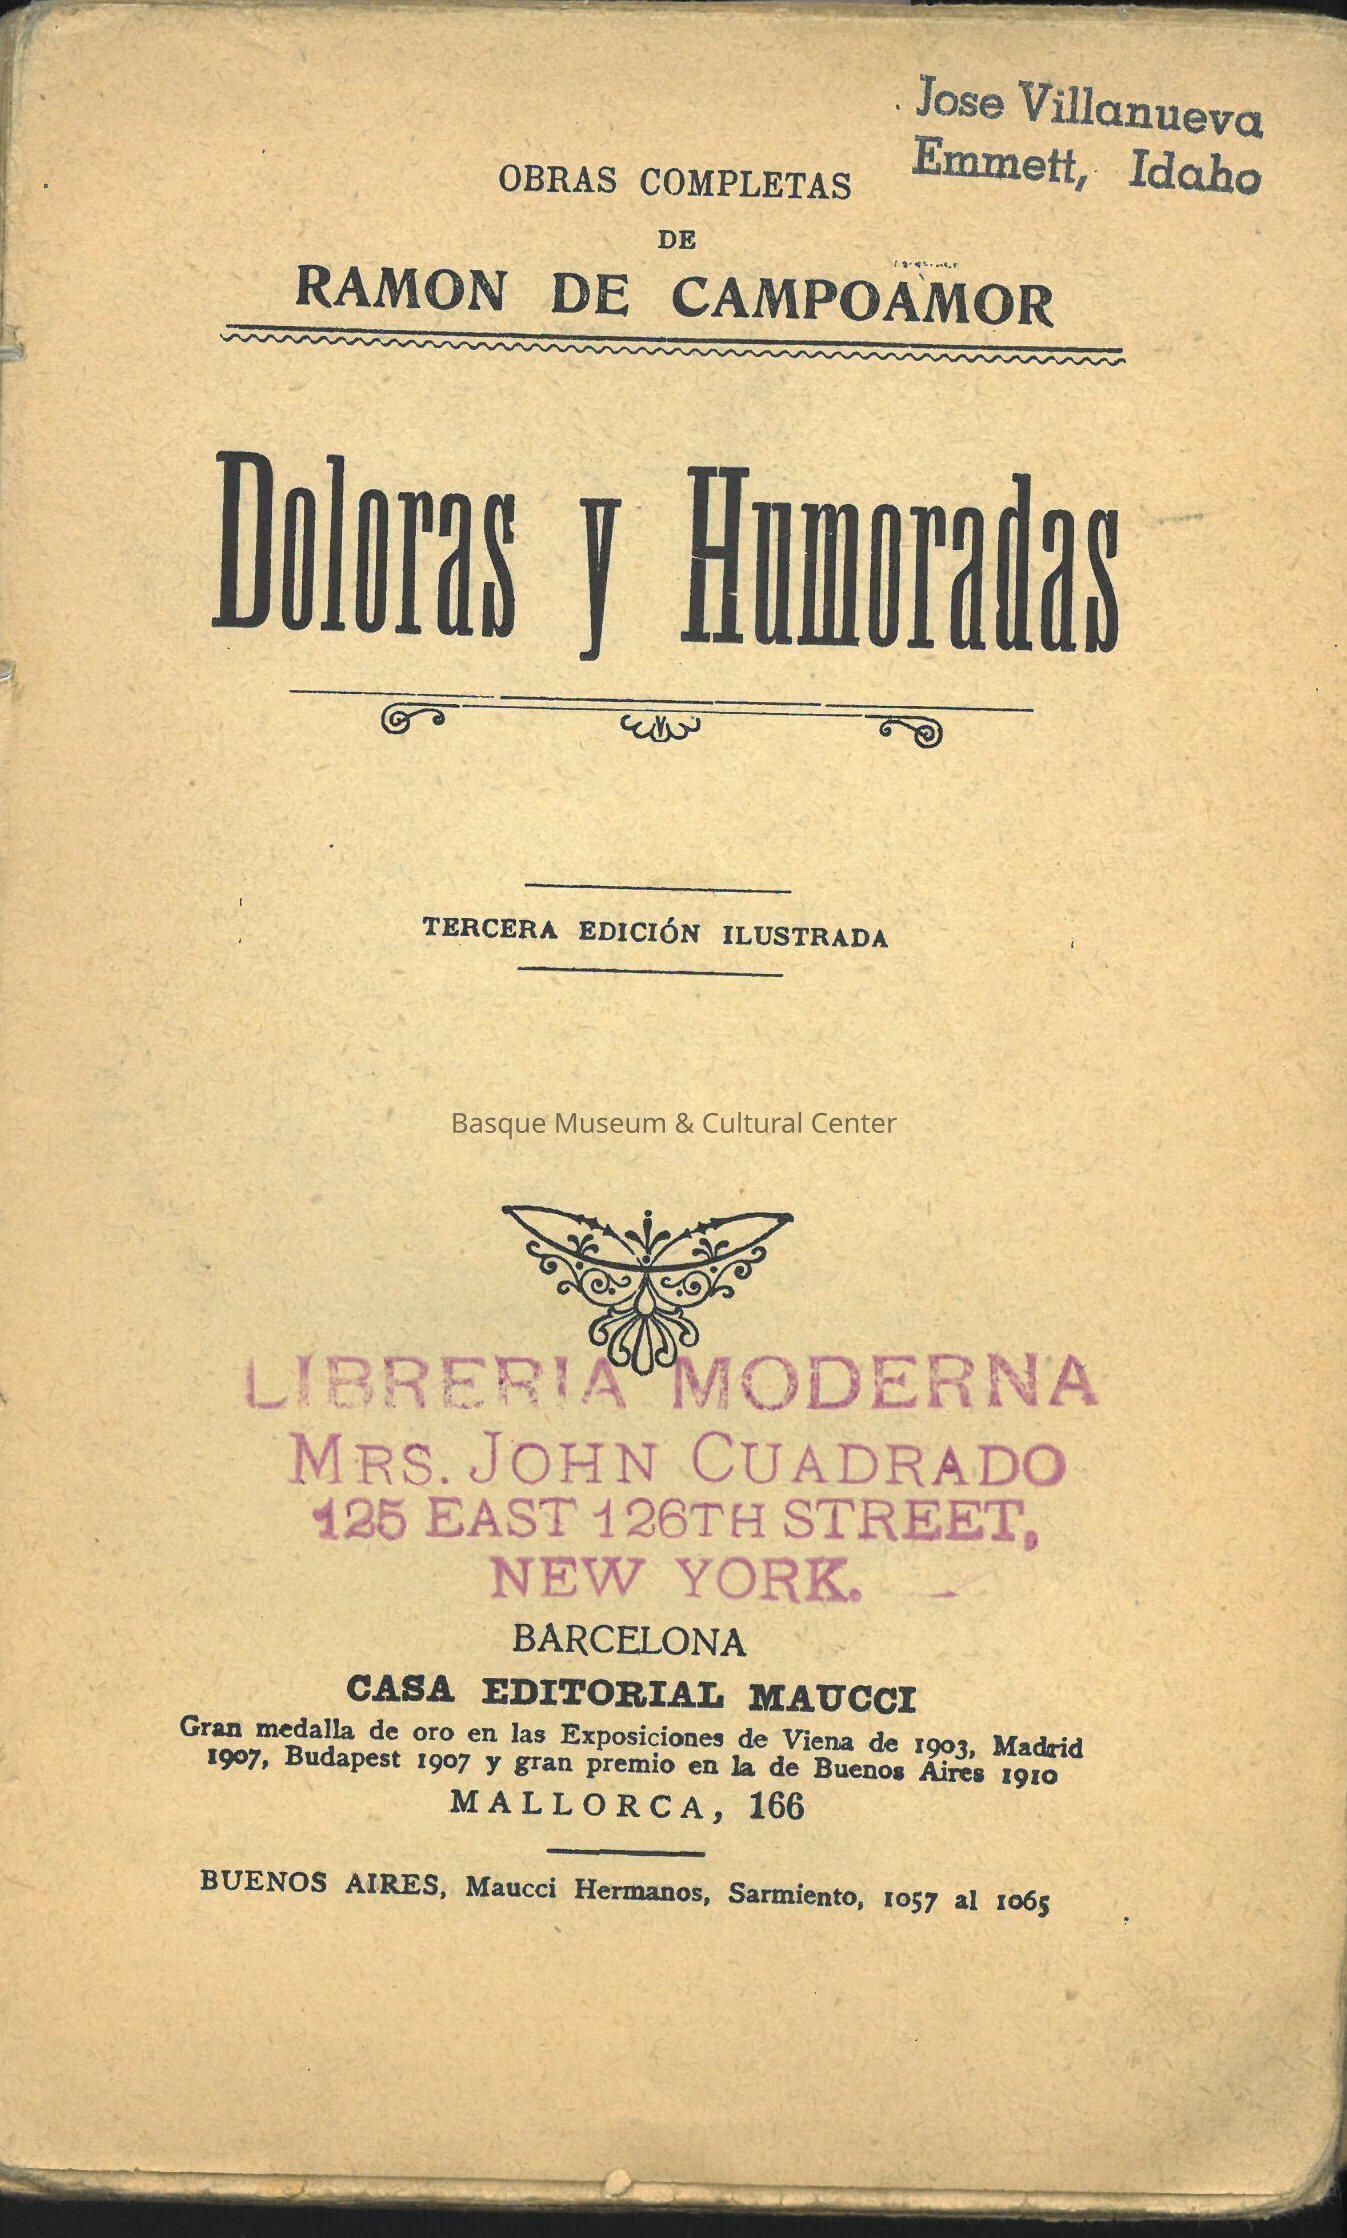 Jose Villanueva
Emmett, Idaho
OBRAS COMPLETAS
DE
RAMON DE CAMPOAMOR
Doloras y Humoradas
TERCERA EDICIÓN ILUSTRADA
Basque Museum & Cultural Center
LIBRERIA MODERNA
MRS. JOHN CUADRADO
125 EAST 126TH STREET,
NEW YORK.
BARCELONA
CASA EDITORIAL MAUCCI
Gran medalla de oro en las Exposiciones de Viena de 1903, Madrid
1907, Budapest 1907 y gran premio en la de Buenos Aires 1910
MALLORCA, 166
BUENOS AIRES, Maucci Hermanos, Sarmiento, 1057 al 1065